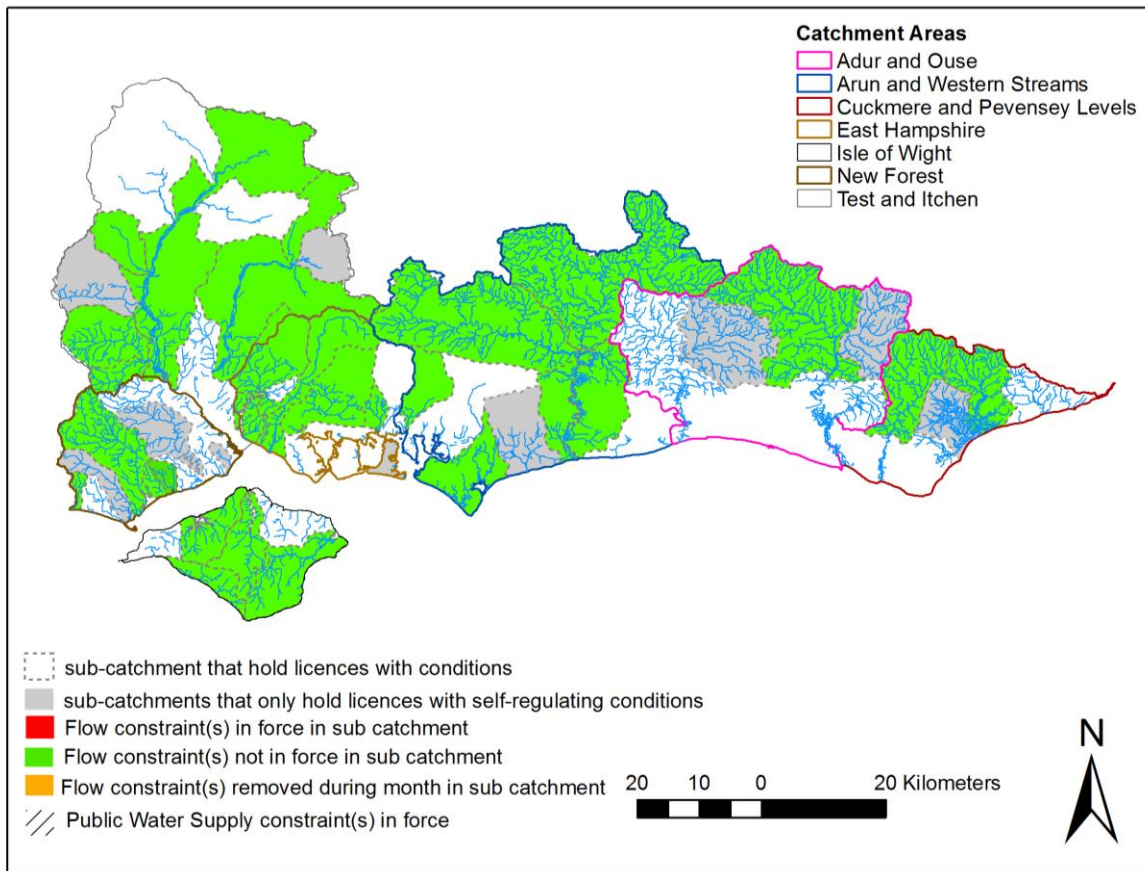 Catchment Areas
Adur and Ouse
Arun and Western Streams
Cuckmere and Pevensey Levels
East Hampshire
Isle of Wight
New Forest
Test and Itchen
sub-catchment that hold licences with conditions
sub-catchments that only hold licences with self-regulating conditions
Flow constraint(s) in force in sub catchment
Flow constraint(s) not in force in sub catchment
Flow constraint(s) removed during month in sub catchment
Public Water Supply constraint(s) in force
20 10 0 20 Kilometers
N